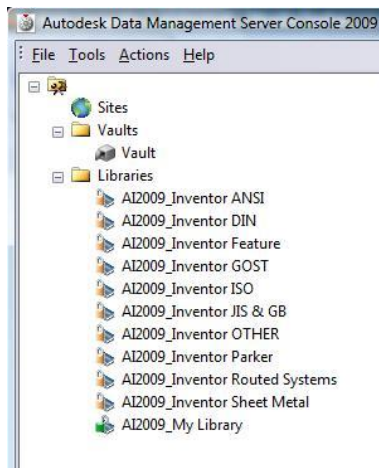 Autodesk Data Management Server Console 2009
File Tools Actions Help
Sites
Vaults
Vault
Libraries
AI2009_Inventor ANSI
AI2009_Inventor DIN
AI2009_Inventor Feature
AI2009_Inventor GOST
AI2009_Inventor ISO
AI2009_Inventor JIS & GB
AI2009_Inventor OTHER
AI2009_Inventor Parker
AI2009_Inventor Routed Systems
AI2009_Inventor Sheet Metal
AI2009_My Library